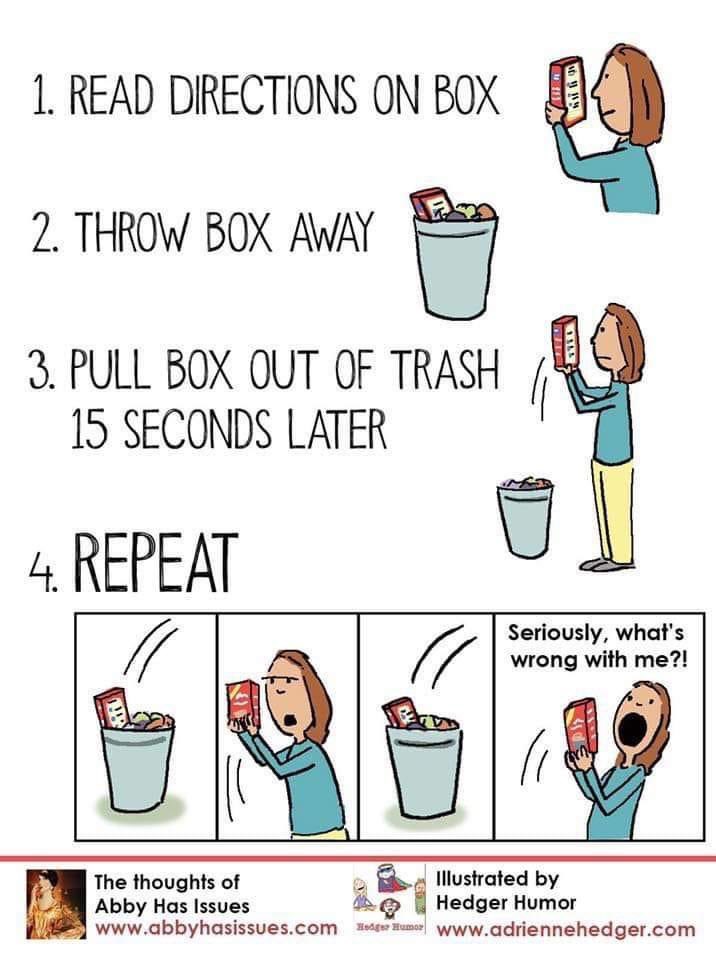 1. READ DIRECTIONS ON BOX
2. THROW BOX AWAY
3. PULL BOX OUT OF TRASH
15 SECONDS LATER
4. REPEAT
Seriously, what's
wrong with me?!
The thoughts of
Abby Has Issues
www.abbyhasissues.com
Hedger Humor
Illustrated by
Hedger Humor
www.adriennehedger.com